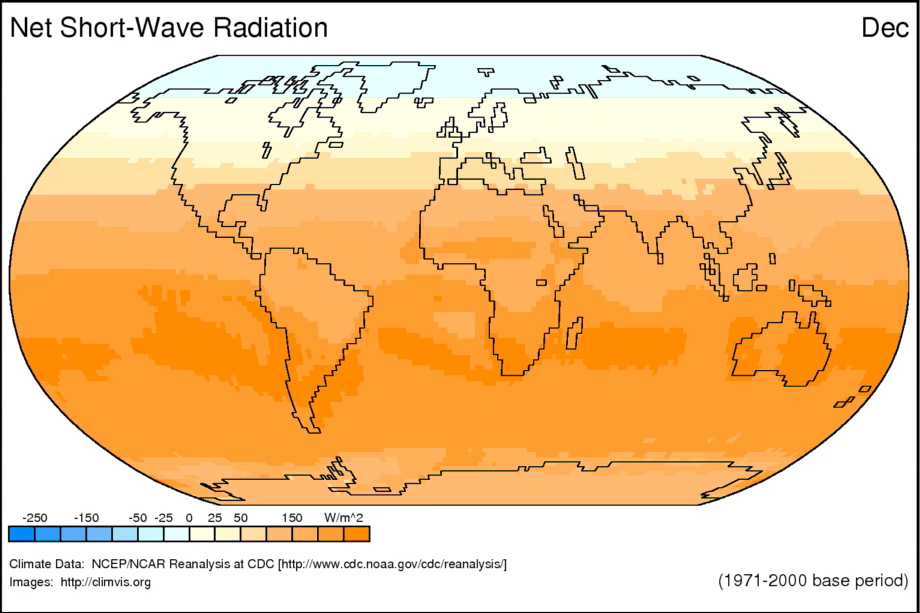 Net Short-Wave Radiation Dec
-250 -150 -50 -25 0 25 50 150 W/m^2
Climate Data: NCEP/NCAR Reanalysis at CDC [http://www.cdc.noaa.gov/cdc/reanalysis/]
Images: http://climvis.org (1971-2000 base period)